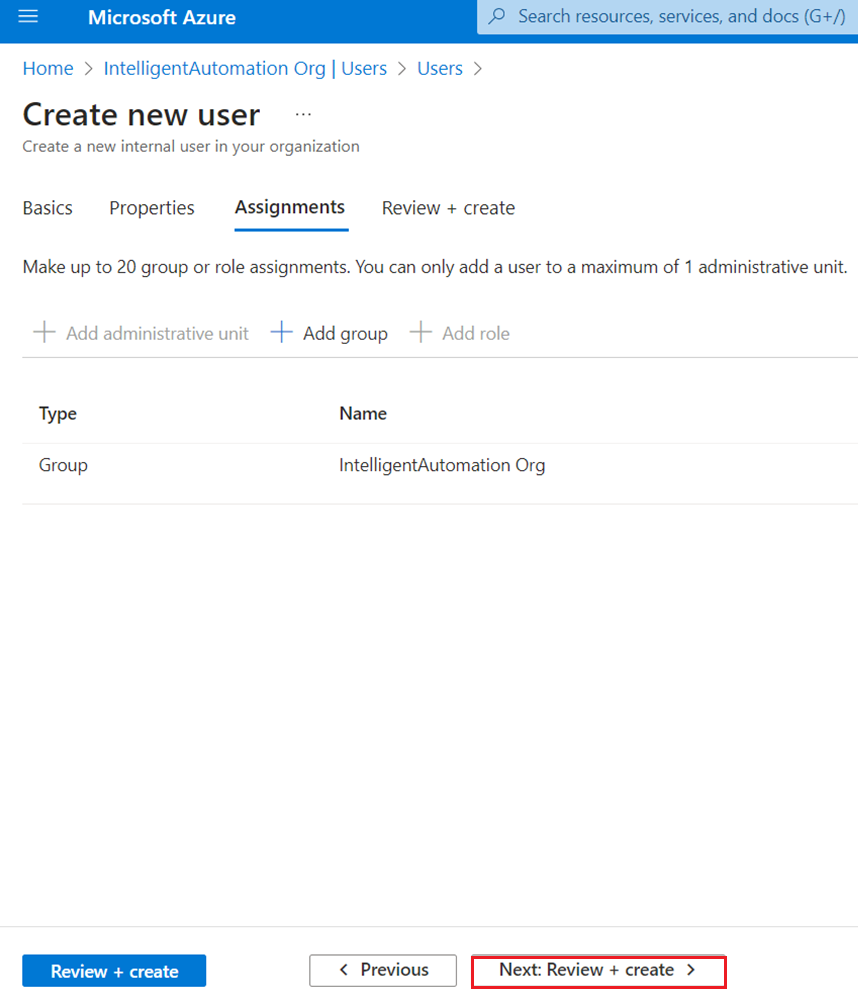 Microsoft Azure
Search resources, services, and docs (G+/)
Home > IntelligentAutomation Org | Users > Users >
Create new user ...
Create a new internal user in your organization
Basics Properties Assignments Review + create
Make up to 20 group or role assignments. You can only add a user to a maximum of 1 administrative unit.
+ Add administrative unit + Add group + Add role
Type Name
Group IntelligentAutomation Org
Review + create < Previous Next: Review + create >